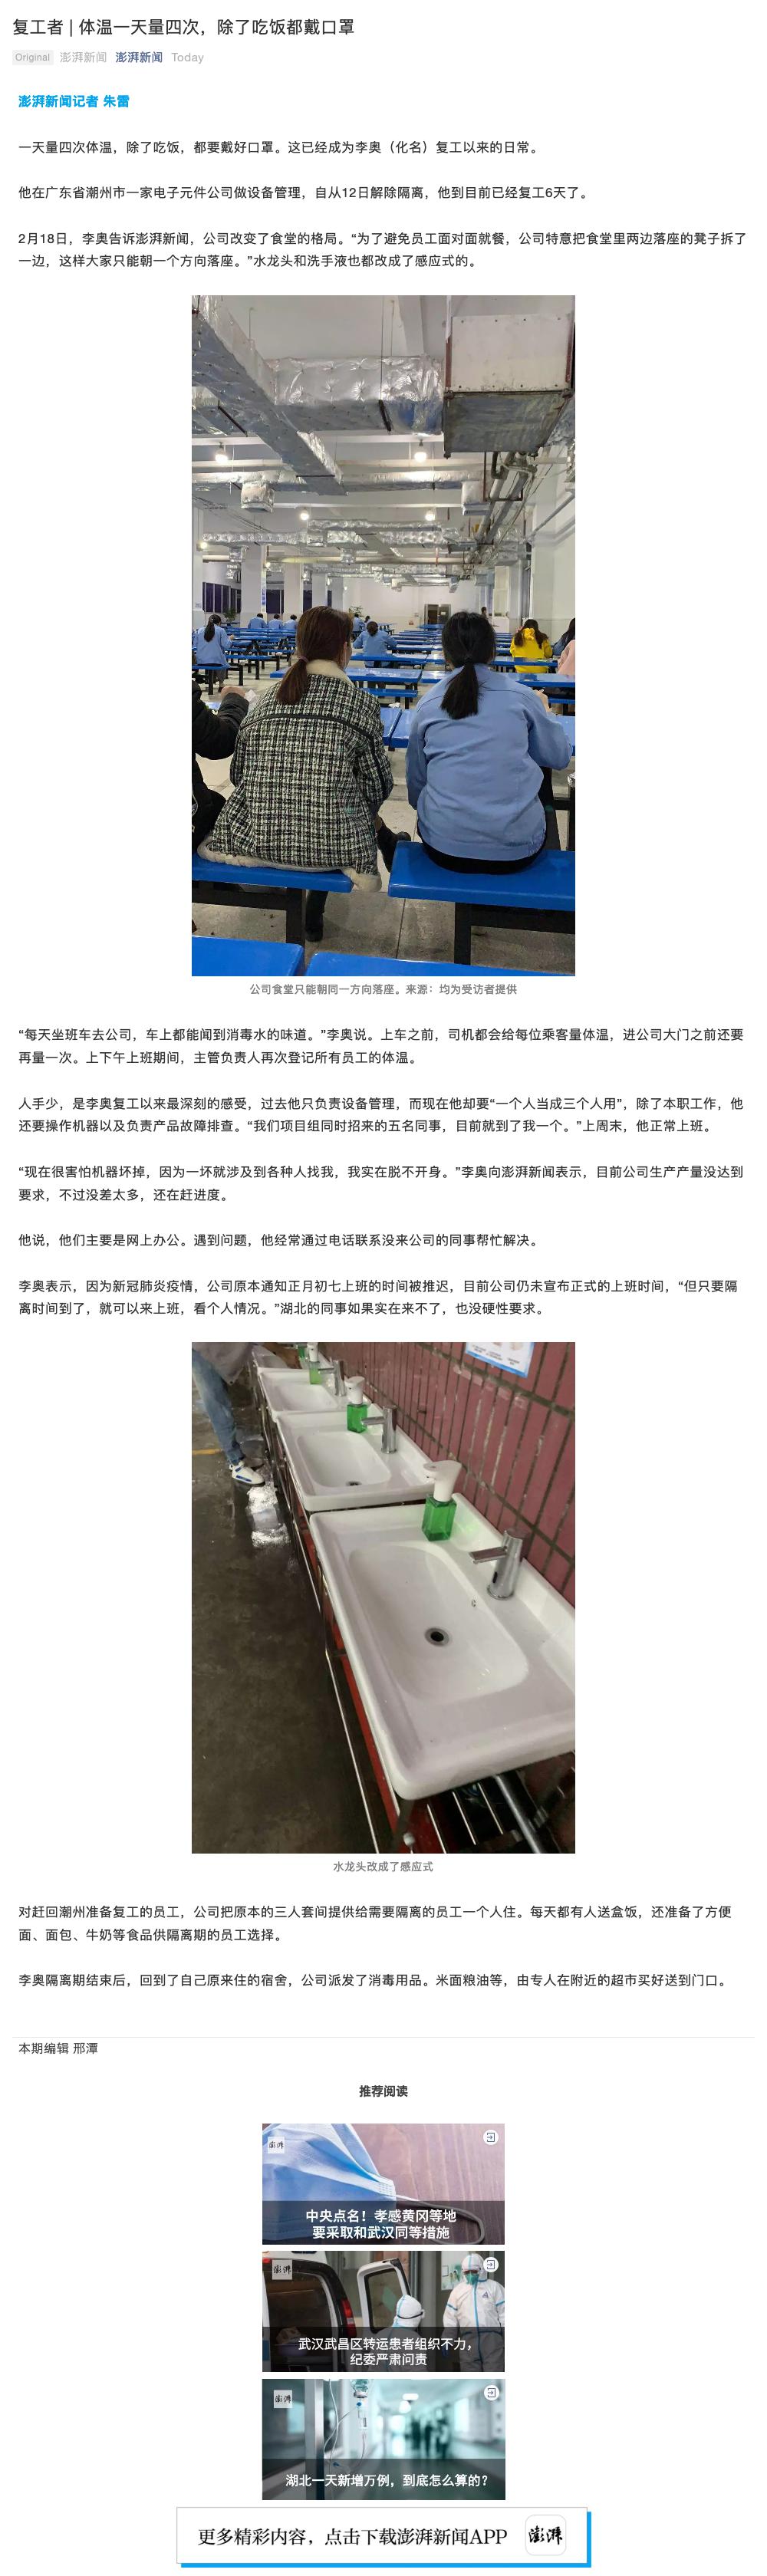 复工者 | 体温一天量四次，除了吃饭都戴口罩
Original 澎湃新闻 澎湃新闻 Today
澎湃新闻记者 朱雷
一天量四次体温，除了吃饭，都要戴好口罩。这已经成为李奥（化名）复工以来的日常。
他在广东省潮州市一家电子元件公司做设备管理，自从12日解除隔离，他到目前已经复工6天了。
2月18日，李奥告诉澎湃新闻，公司改变了食堂的格局。“为了避免员工面对面就餐，公司特意把食堂里两边落座的凳子拆了
一边，这样大家只能朝一个方向落座。”水龙头和洗手液也都改成了感应式的。
公司食堂只能朝同一方向落座。来源：均为受访者提供
“每天坐班车去公司，车上都能闻到消毒水的味道。”李奥说。上车之前，司机都会给每位乘客量体温，进公司大门之前还要
再量一次。上下午上班期间，主管负责人再次登记所有员工的体温。
人手少，是李奥复工以来最深刻的感受，过去他只负责设备管理，而现在他却要“一个人当成三个人用”，除了本职工作，他
还要操作机器以及负责产品故障排查。“我们项目组同时招来的五名同事，目前就到了我一个。”上周末，他正常上班。
“现在很害怕机器坏掉，因为一坏就涉及到各种人找我，我实在脱不开身。”李奥向澎湃新闻表示，目前公司生产产量没达到
要求，不过没差太多，还在赶进度。
他说，他们主要是网上办公。遇到问题，他经常通过电话联系没来公司的同事帮忙解决。
李奥表示，因为新冠肺炎疫情，公司原本通知正月初七上班的时间被推迟，目前公司仍未宣布正式的上班时间，“但只要隔
离时间到了，就可以来上班，看个人情况。”湖北的同事如果实在来不了，也没硬性要求。
水龙头改成了感应式
对赶回潮州准备复工的员工，公司把原本的三人套间提供给需要隔离的员工一个人住。每天都有人送盒饭，还准备了方便
面、面包、牛奶等食品供隔离期的员工选择。
李奥隔离期结束后，回到了自己原来住的宿舍，公司派发了消毒用品。米面粮油等，由专人在附近的超市买好送到门口。
本期编辑 邢潭
推荐阅读
澎湃
中央点名！孝感黄冈等地
要采取和武汉同等措施
澎湃
武汉武昌区转运患者组织不力，
纪委严肃问责
澎湃
湖北一天新增万例，到底怎么算的？
更多精彩内容，点击下载澎湃新闻APP 澎湃